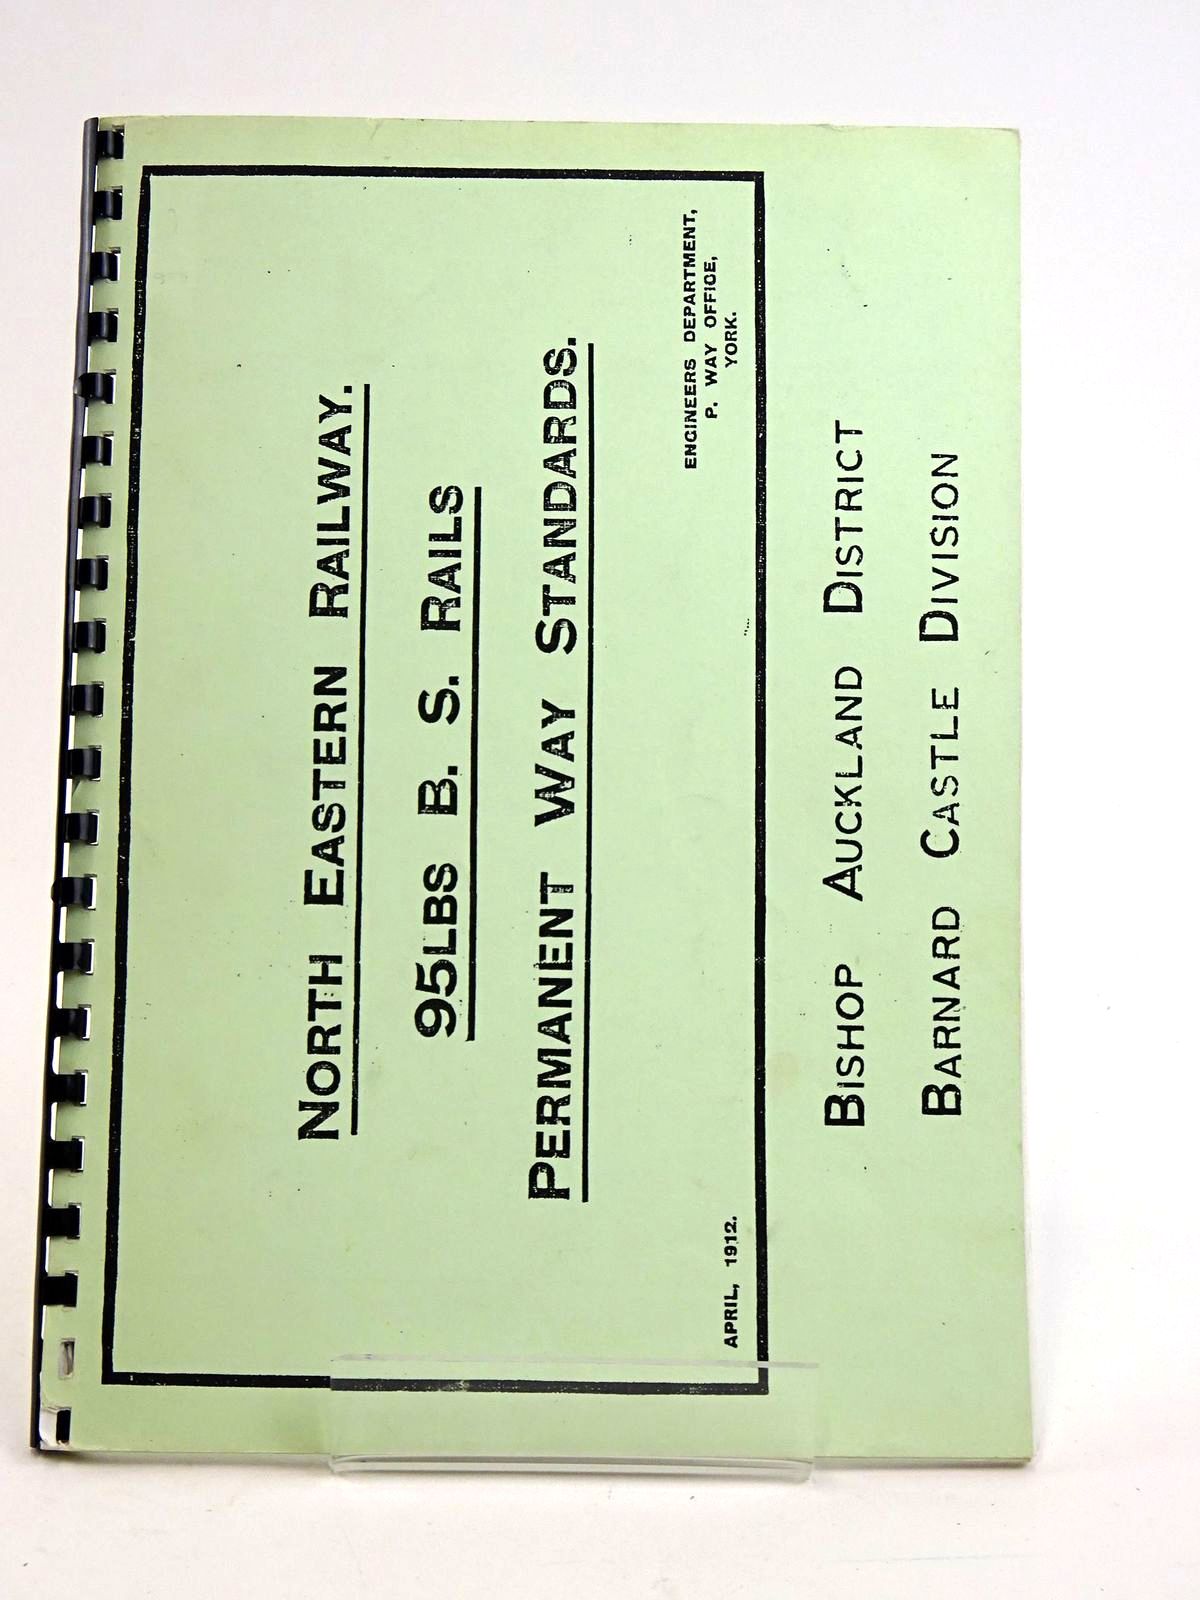 NORTH EASTERN RAILWAY.
95LBS B. S. RAILS
PERMANENT WAY STANDARDS.
ENGINEERS DEPARTMENT,
P. WAY OFFICE,
YORK.
APRIL, 1912.
BISHOP AUCKLAND DISTRICT
BARNARD CASTLE DIVISION